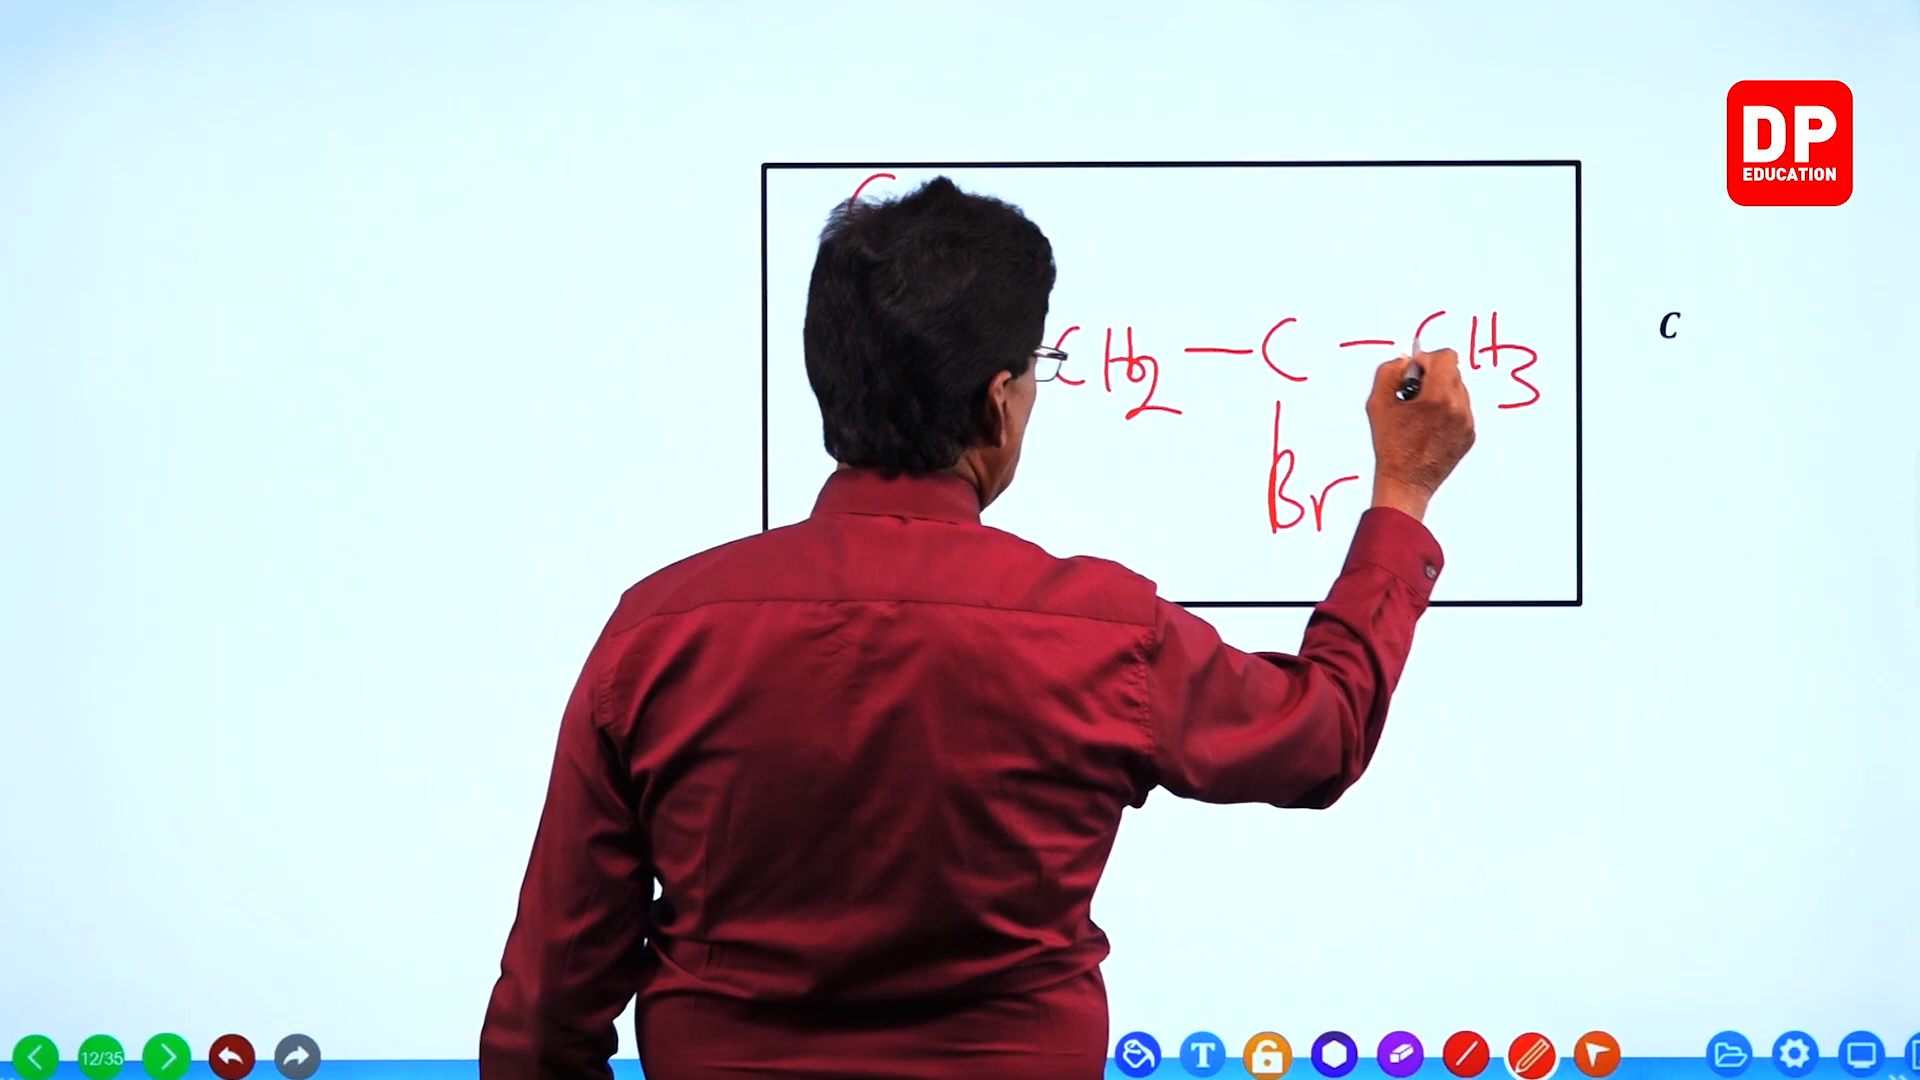 DP
EDUCATION
C
CH2 — C — CH3
C
Br
12/35
T